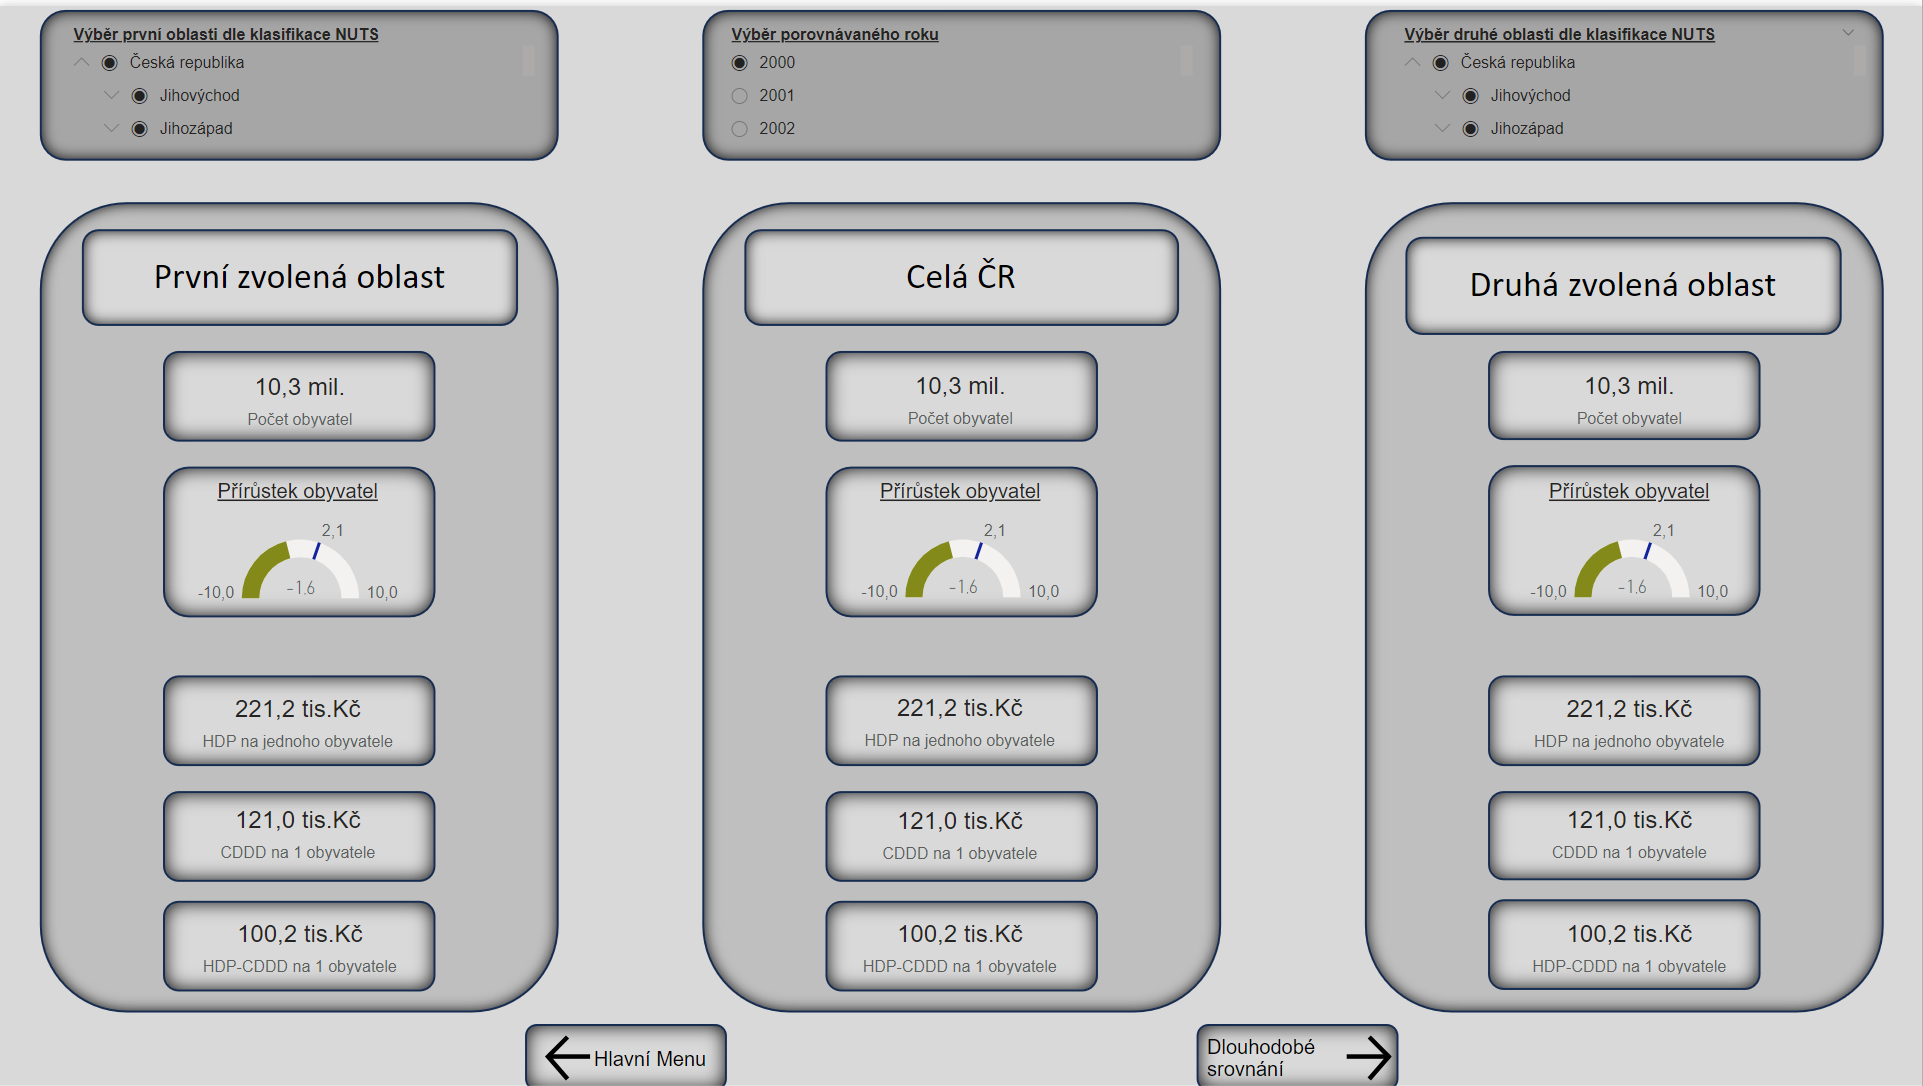 Výběr první oblasti dle klasifikace NUTS
Česká republika
Jihovýchod
Jihozápad
Výběr porovnávaného roku
2000
2001
2002
Výběr druhé oblasti dle klasifikace NUTS
Česká republika
Jihovýchod
Jihozápad
První zvolená oblast
10,3 mil.
Počet obyvatel
Přírůstek obyvatel
2,1
-10,0
-1.6
10,0
221,2 tis.Kč
HDP na jednoho obyvatele
121,0 tis.Kč
CDDD na 1 obyvatele
100,2 tis.Kč
HDP-CDDD na 1 obyvatele
Celá ČR
10,3 mil.
Počet obyvatel
Přírůstek obyvatel
2,1
-10,0
-1.6
10,0
221,2 tis.Kč
HDP na jednoho obyvatele
121,0 tis.Kč
CDDD na 1 obyvatele
100,2 tis.Kč
HDP-CDDD na 1 obyvatele
Druhá zvolená oblast
10,3 mil.
Počet obyvatel
Přírůstek obyvatel
2,1
-10,0
-1.6
10,0
221,2 tis.Kč
HDP na jednoho obyvatele
121,0 tis.Kč
CDDD na 1 obyvatele
100,2 tis.Kč
HDP-CDDD na 1 obyvatele
Hlavní Menu
Dlouhodobé
srovnání